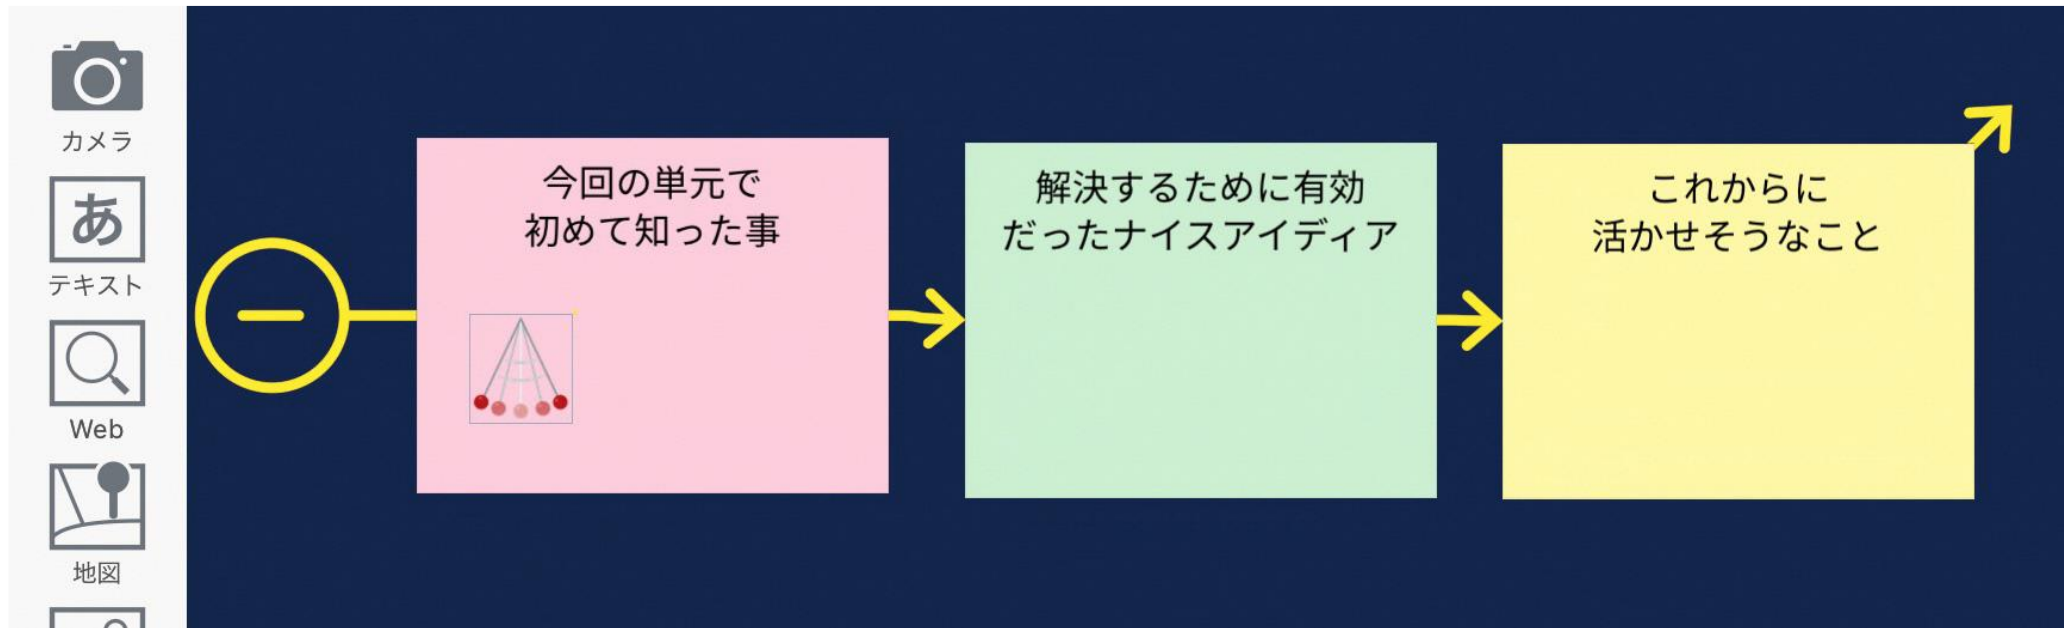 カメラ
あ
テキスト
Web
地図
今回の単元で
初めて知った事
解決するために有効
だったナイスアイディア
これからに
活かせそうなこと